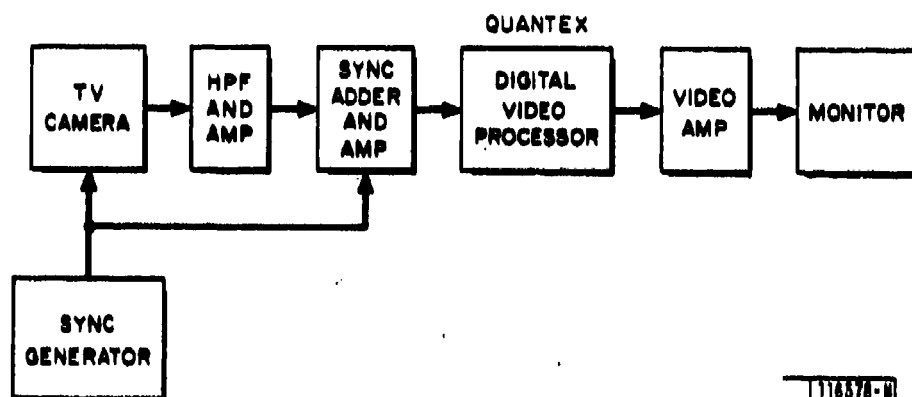 QUANTEX
TV
CAMERA
HPF
AND
AMP
SYNC
ADDER
AND
AMP
DIGITAL
VIDEO
PROCESSOR
VIDEO
AMP
MONITOR
SYNC
GENERATOR